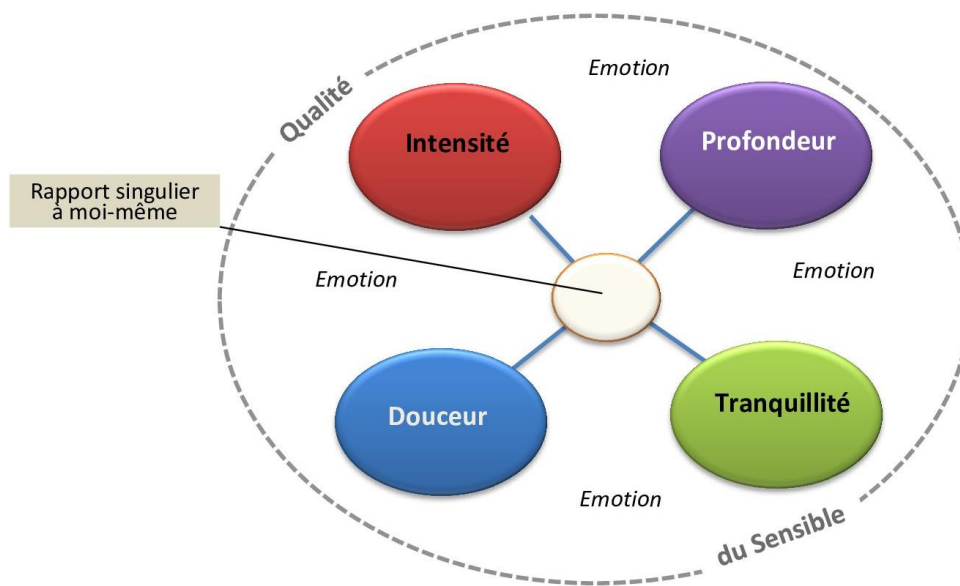 Emotion
Qualité
Intensité
Profondeur
Rapport singulier
à moi-même
Emotion
Emotion
Douceur
Tranquillité
Emotion
du Sensible